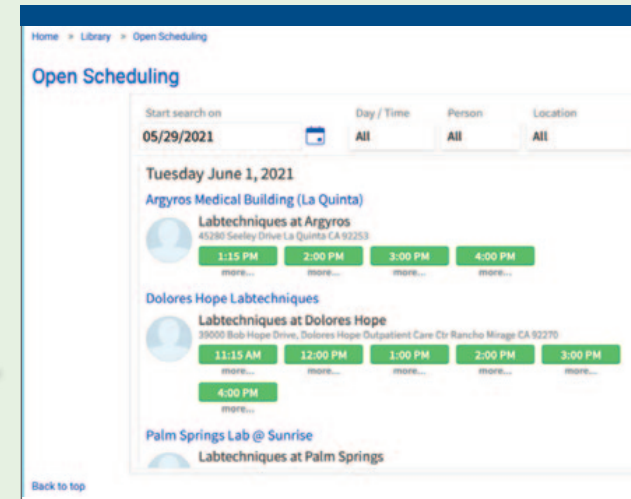 Home > Library > Open Scheduling
Open Scheduling
Start search on Day / Time Person Location
05/29/2021 All All All
Tuesday June 1, 2021
Argyros Medical Building (La Quinta)
Labtechniques at Argyros
45280 Seeley Drive La Quinta CA 92253
1:15 PM 2:00 PM 3:00 PM 4:00 PM
more... more... more... more...
Dolores Hope Labtechniques
Labtechniques at Dolores Hope
39000 Bob Hope Drive, Dolores Hope Outpatient Care Ctr Rancho Mirage CA 92270
11:15 AM 12:00 PM 1:00 PM 2:00 PM 3:00 PM
more... more... more... more... more...
4:00 PM
more...
Palm Springs Lab @ Sunrise
Labtechniques at Palm Springs
Back to top